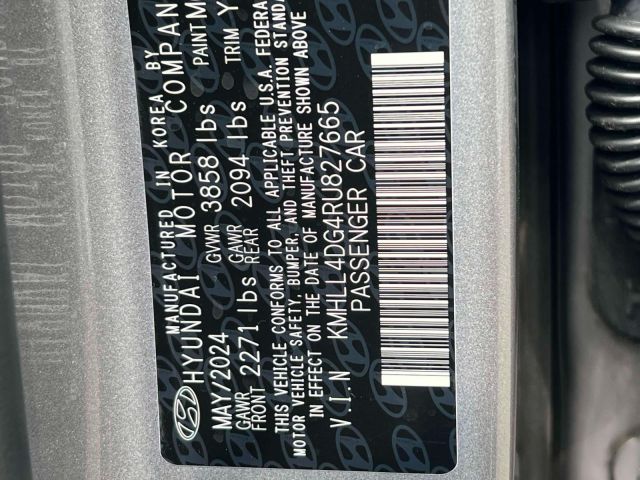 MANUFACTURED IN KOREA BY
HYUNDAI MOTOR COMPAN
MAY/2024 GVWR 3858 lbs PAINT M
GAWR FRONT 2271 lbs GAWR REAR 2094 lbs TRIM Y
THIS VEHICLE CONFORMS TO ALL APPLICABLE U.S.A. FEDERA
MOTOR VEHICLE SAFETY, BUMPER, AND THEFT PREVENTION STANDA
IN EFFECT ON THE DATE OF MANUFACTURE SHOWN ABOVE
V.I.N KMHLL4DG4RU827665
PASSENGER CAR